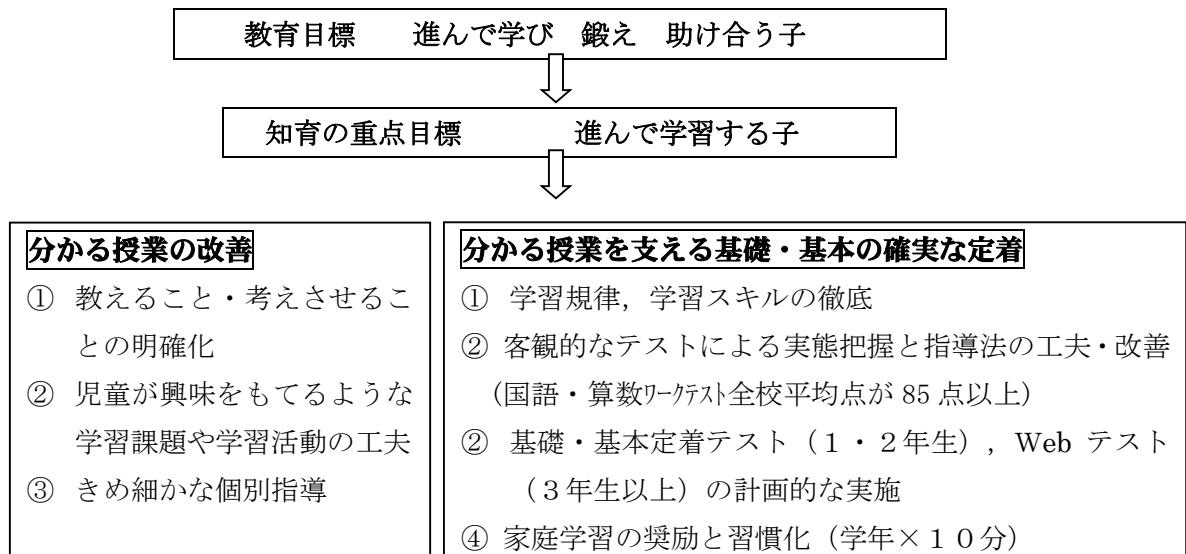 教育目標　　進んで学び　鍛え　助け合う子
知育の重点目標　　　　進んで学習する子
分かる授業の改善
①　教えること・考えさせるこ
との明確化
②　児童が興味をもてるような
学習課題や学習活動の工夫
③　きめ細かな個別指導
分かる授業を支える基礎・基本の確実な定着
①　学習規律，学習スキルの徹底
② 客観的なテストによる実態把握と指導法の工夫・改善
（国語・算数ﾜｰｸﾃｽﾄ全校平均点が 85 点以上）
②　基礎・基本定着テスト（１・２年生），Web テスト
（３年生以上）の計画的な実施
④ 家庭学習の奨励と習慣化（学年×１０分）